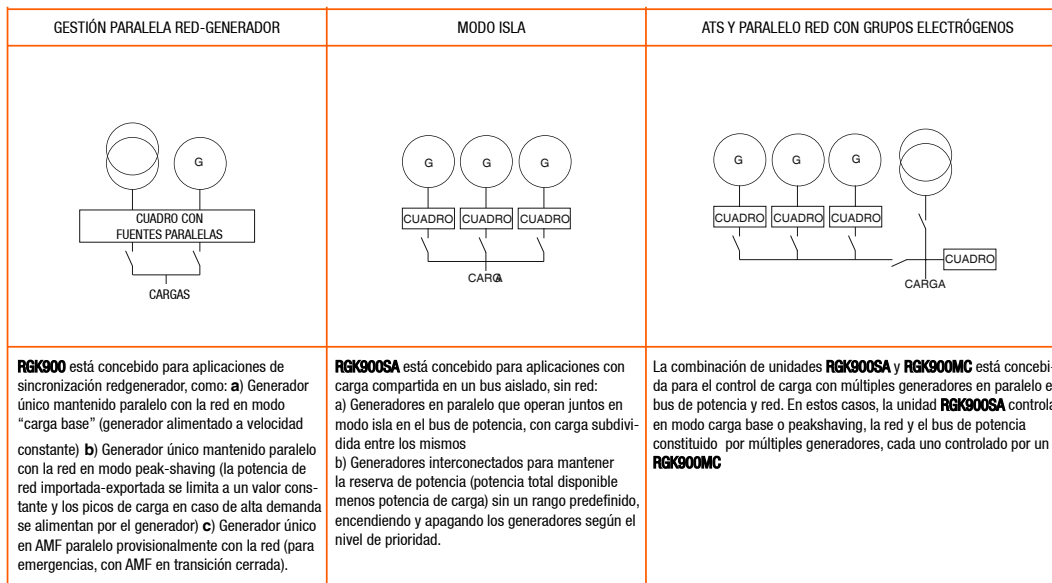 GESTIÓN PARALELA RED-GENERADOR
MODO ISLA
ATS Y PARALELO RED CON GRUPOS ELECTRÓGENOS
G
CUADRO CON
FUENTES PARALELAS
CARGAS
G G G
CUADRO CUADRO CUADRO
CARGA
G G G
CUADRO CUADRO CUADRO
CUADRO
CARGA
RGK900 está concebido para aplicaciones de
sincronización redgenerador, como: a) Generador
único mantenido paralelo con la red en modo
“carga base” (generador alimentado a velocidad
constante) b) Generador único mantenido paralelo
con la red en modo peak-shaving (la potencia de
red importada-exportada se limita a un valor cons-
tante y los picos de carga en caso de alta demanda
se alimentan por el generador) c) Generador único
en AMF paralelo provisionalmente con la red (para
emergencias, con AMF en transición cerrada).
RGK900SA está concebido para aplicaciones con
carga compartida en un bus aislado, sin red:
a) Generadores en paralelo que operan juntos en
modo isla en el bus de potencia, con carga subdivi-
dida entre los mismos
b) Generadores interconectados para mantener
la reserva de potencia (potencia total disponible
menos potencia de carga) sin un rango predefinido,
encendiendo y apagando los generadores según el
nivel de prioridad.
La combinación de unidades RGK900SA y RGK900MC está concebi-
da para el control de carga con múltiples generadores en paralelo e
bus de potencia y red. En estos casos, la unidad RGK900SA controla
en modo carga base o peakshaving, la red y el bus de potencia
constituido por múltiples generadores, cada uno controlado por un
RGK900MC